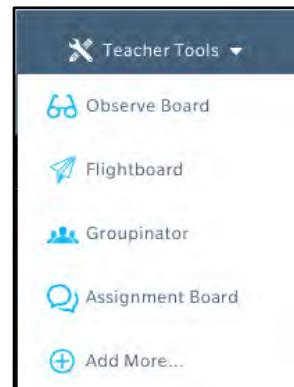 Teacher Tools
Observe Board
Flightboard
Groupinator
Assignment Board
Add More...